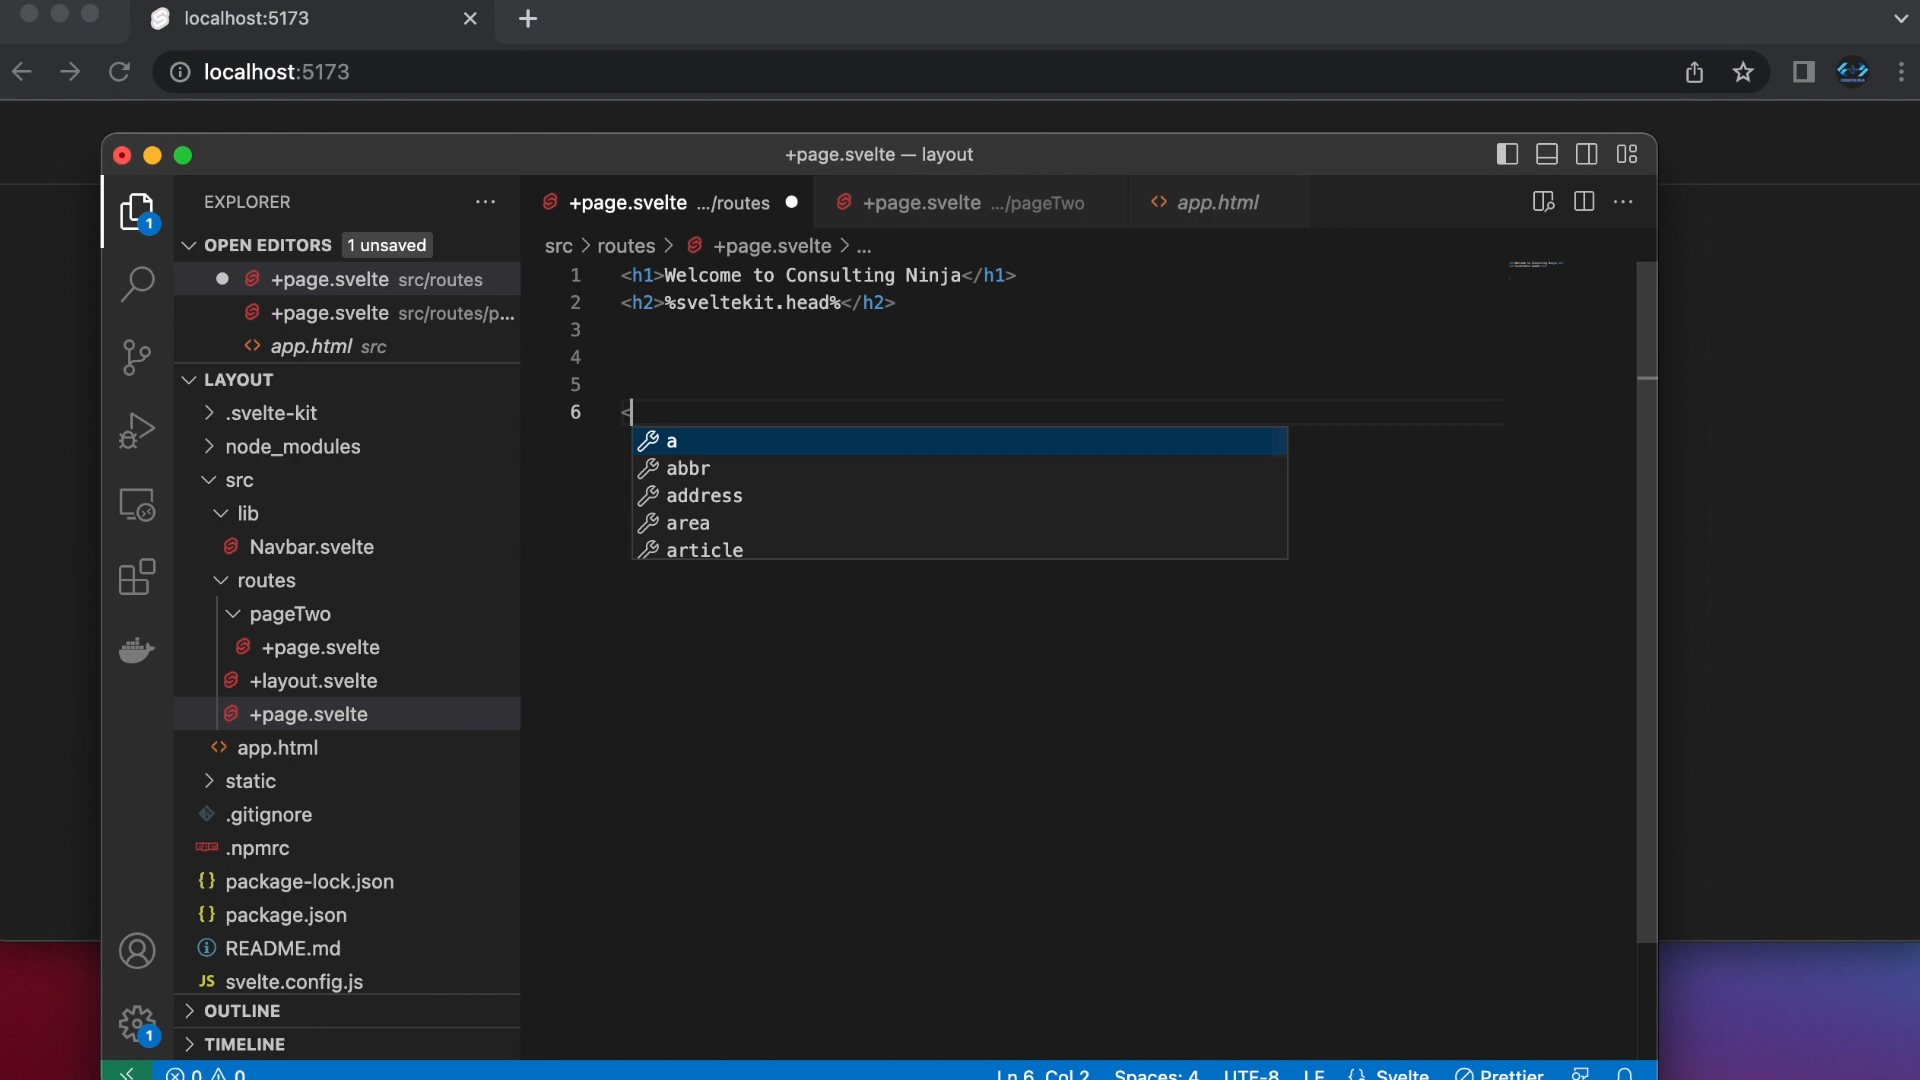 localhost:5173
localhost:5173
+page.svelte — layout
EXPLORER
1
OPEN EDITORS 1 unsaved
+page.svelte src/routes
+page.svelte src/routes/p...
app.html src
LAYOUT
.svelte-kit
node_modules
src
lib
Navbar.svelte
routes
pageTwo
+page.svelte
+layout.svelte
+page.svelte
app.html
static
.gitignore
.npmrc
{} package-lock.json
{} package.json
README.md
JS svelte.config.js
OUTLINE
1
TIMELINE
+page.svelte .../routes
+page.svelte .../pageTwo
<> app.html
src > routes > +page.svelte > ...
1 <h1>Welcome to Consulting Ninja</h1>
2 <h2>%sveltekit.head%</h2>
3
4
5
6 <
a
abbr
address
area
article
0 0
Ln 6, Col 2 Spaces: 4 UTF-8 LF {} Svelte Prettier